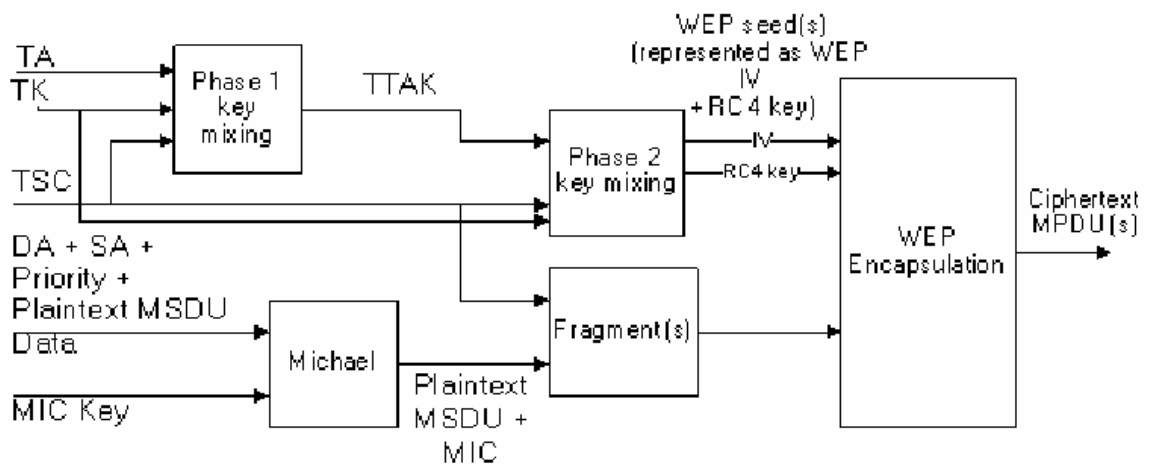 TA
TK
Phase 1
key
mixing
TTAK
WEP seed(s)
(represented as WEP
IV
+ RC4 key)
IV
RC4 key
Phase 2
key mixing
TSC
DA + SA +
Priority +
Plaintext MSDU
Data
MIC Key
Michael
Plaintext
MSDU +
MIC
Fragment(s)
WEP
Encapsulation
Ciphertext
MPDU(s)